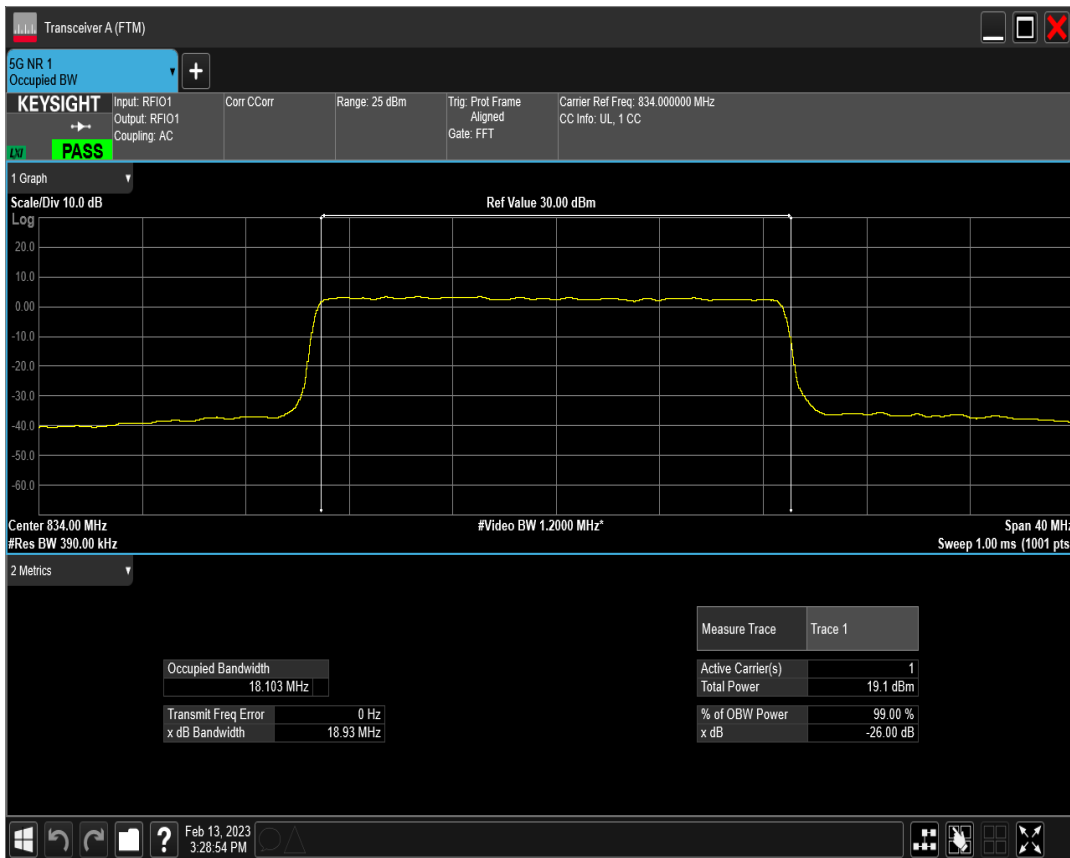 Transceiver A (FTM)
5G NR 1
Occupied BW
+
KEYSIGHT
LXI
PASS
Input: RFIO1
Output: RFIO1
Coupling: AC
Corr CCorr
Range: 25 dBm
Trig: Prot Frame
Aligned
Gate: FFT
Carrier Ref Freq: 834.000000 MHz
CC Info: UL, 1 CC
1 Graph
Scale/Div 10.0 dB
Ref Value 30.00 dBm
Log
20.0
10.0
0.00
-10.0
-20.0
-30.0
-40.0
-50.0
-60.0
Center 834.00 MHz
#Video BW 1.2000 MHz*
Span 40 MHz
#Res BW 390.00 kHz
Sweep 1.00 ms (1001 pts
2 Metrics
Measure Trace Trace 1
Occupied Bandwidth
18.103 MHz
Active Carrier(s) 1
Total Power 19.1 dBm
Transmit Freq Error 0 Hz
x dB Bandwidth 18.93 MHz
% of OBW Power 99.00 %
x dB -26.00 dB
?
Feb 13, 2023
3:28:54 PM